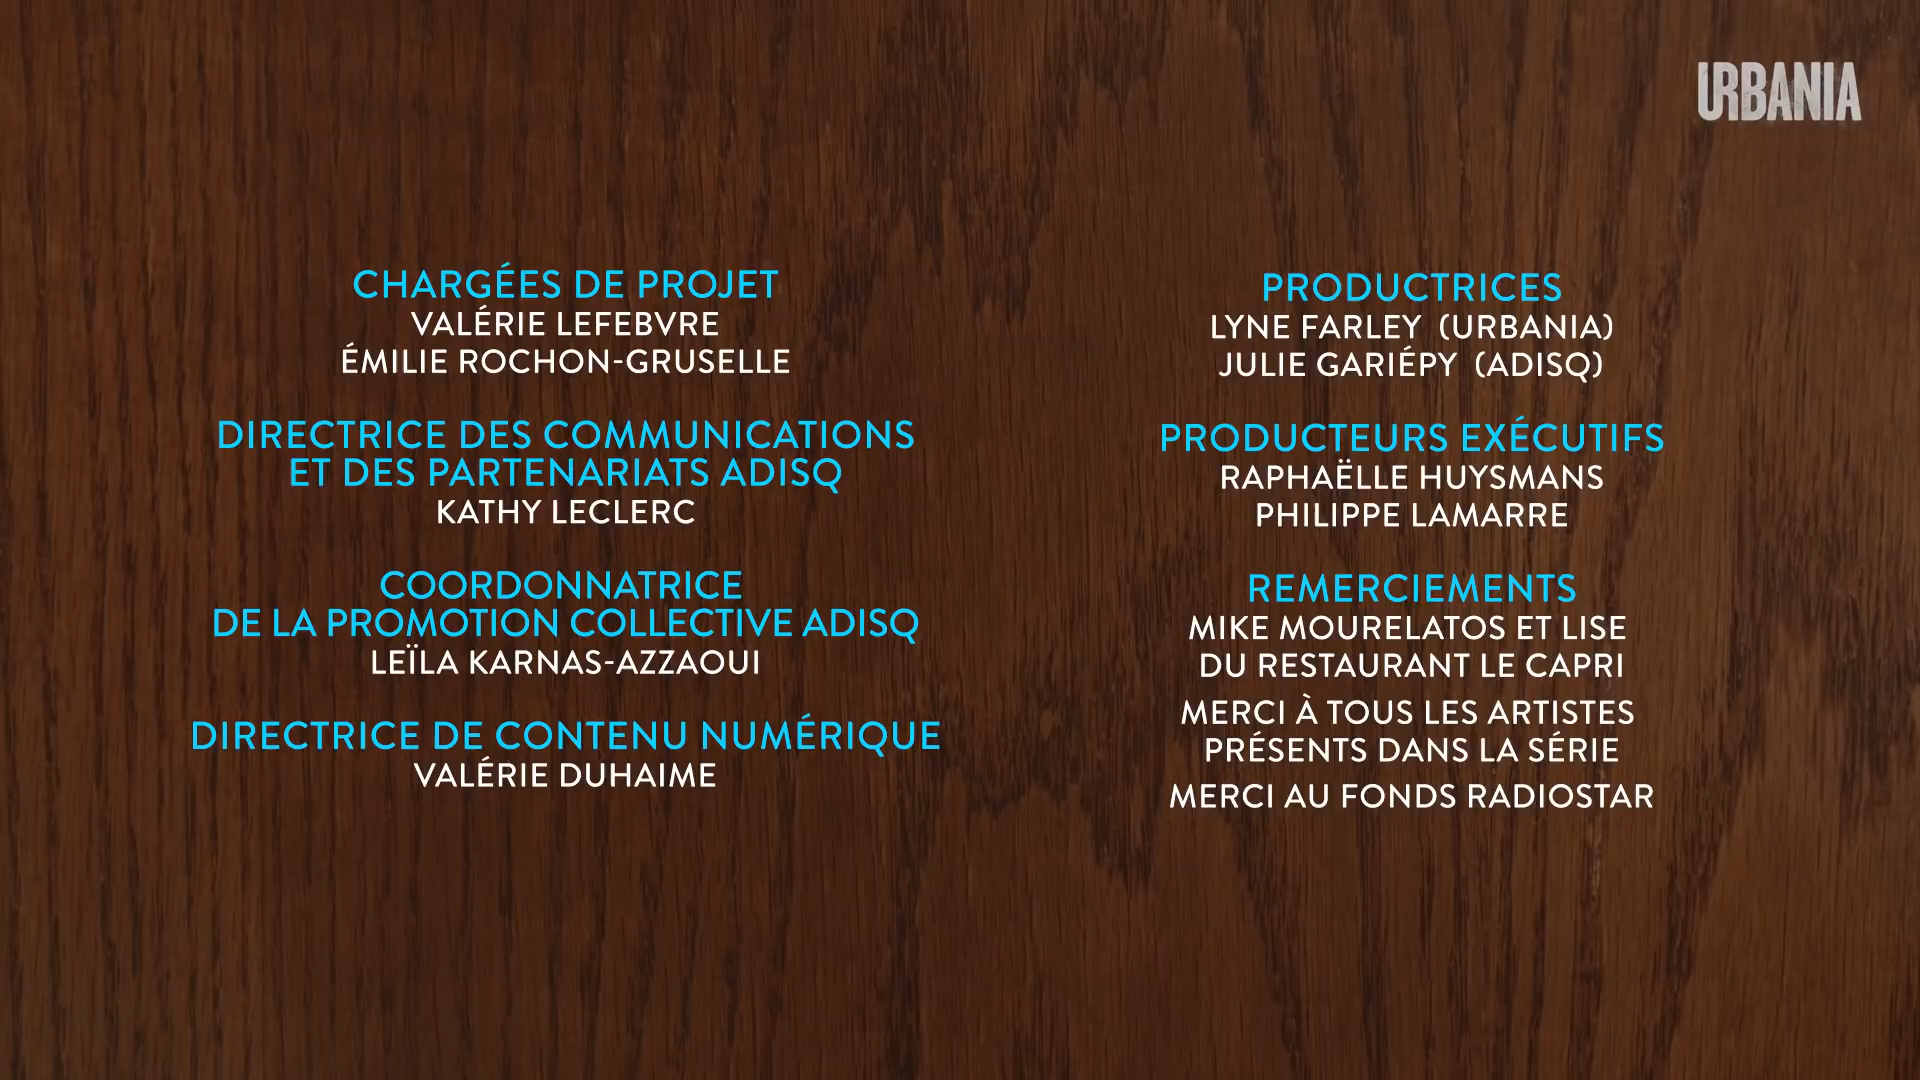 URBANIA
CHARGÉES DE PROJET
VALÉRIE LEFEBVRE
ÉMILIE ROCHON-GRUSELLE
DIRECTRICE DES COMMUNICATIONS
ET DES PARTENARIATS ADISQ
KATHY LECLERC
COORDONNATRICE
DE LA PROMOTION COLLECTIVE ADISQ
LEÏLA KARNAS-AZZAOUI
DIRECTRICE DE CONTENU NUMÉRIQUE
VALÉRIE DUHAIME
PRODUCTRICES
LYNE FARLEY (URBANIA)
JULIE GARIÉPY (ADISQ)
PRODUCTEURS EXÉCUTIFS
RAPHAËLLE HUYSMANS
PHILIPPE LAMARRE
REMERCIEMENTS
MIKE MOURELATOS ET LISE
DU RESTAURANT LE CAPRI
MERCI À TOUS LES ARTISTES
PRÉSENTS DANS LA SÉRIE
MERCI AU FONDS RADIOSTAR